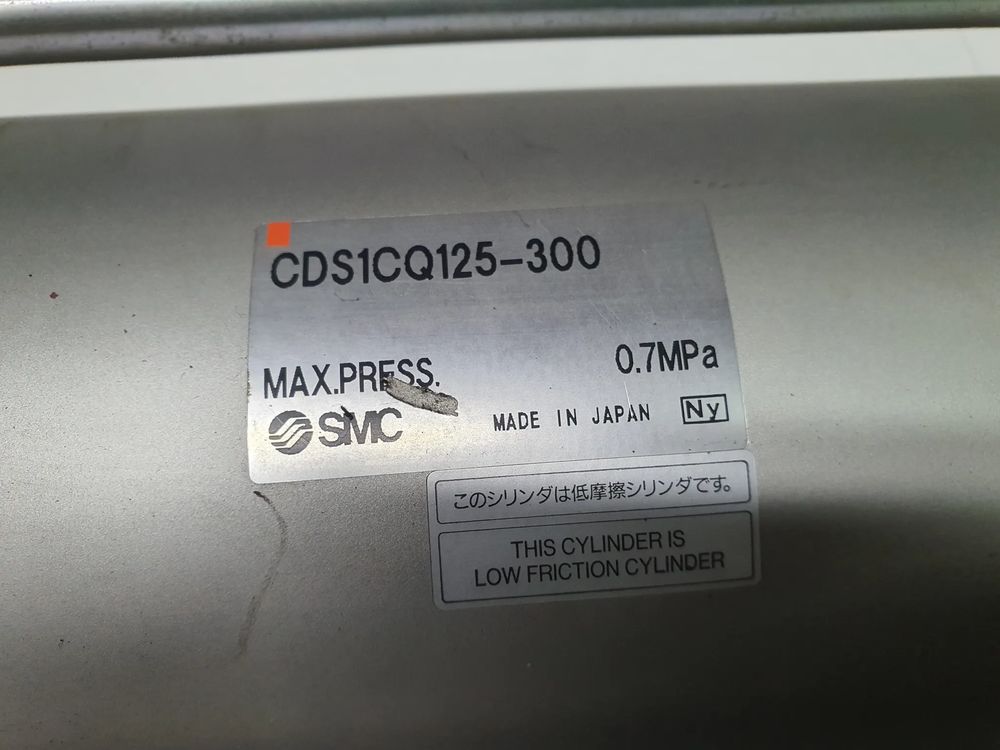 CDS1CQ125-300
MAX.PRESS. 0.7MPa
SMC MADE IN JAPAN Ny
このシリンダは低摩擦シリンダです。
THIS CYLINDER IS
LOW FRICTION CYLINDER